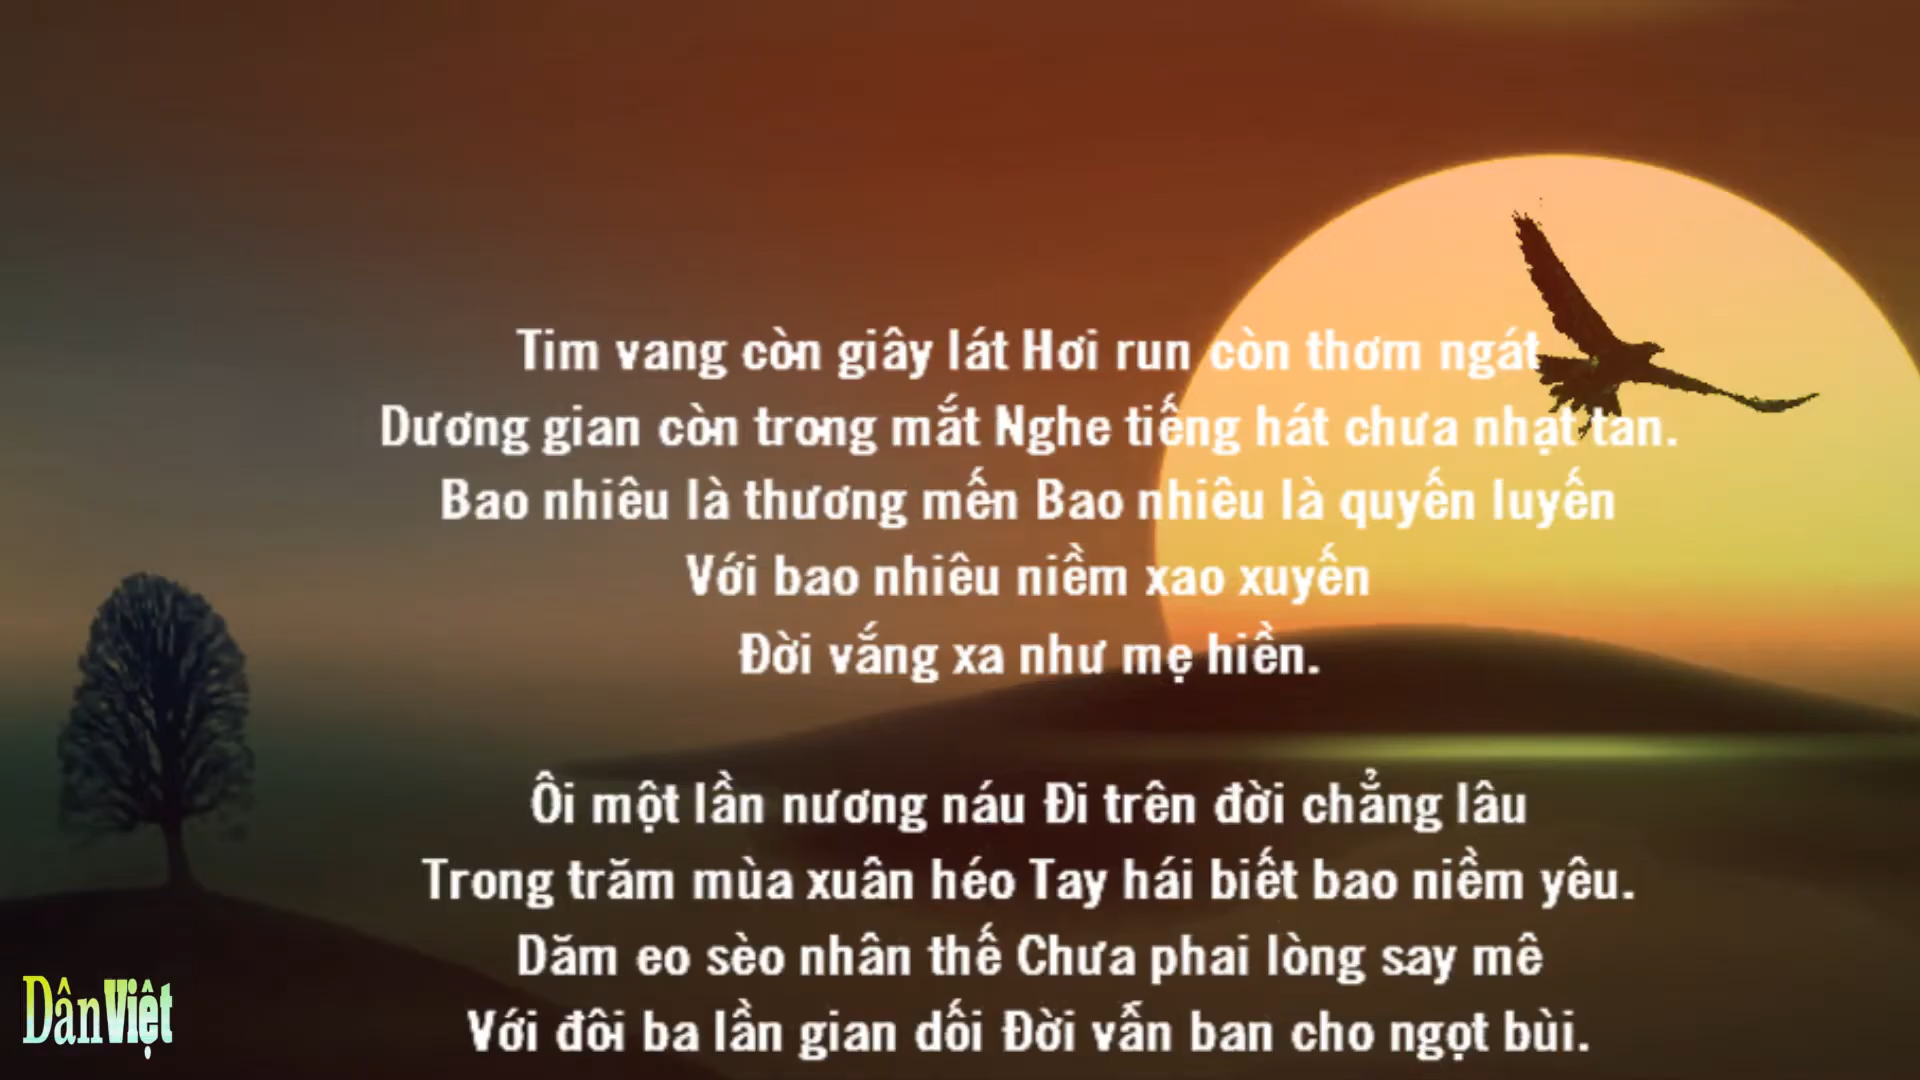 Tim vang còn giây lát Hơi run còn thơm ngát
Dương gian còn trong mắt Nghe tiếng hát chưa nhạt tan.
Bao nhiêu là thương mến Bao nhiêu là quyến luyến
Với bao nhiêu niềm xao xuyến
Đời vắng xa như mẹ hiền.
Ôi một lần nương náu Đi trên đời chẳng lâu
Trong trăm mùa xuân héo Tay hái biết bao niềm yêu.
Dăm eo sèo nhân thế Chưa phai lòng say mê
Với đôi ba lần gian dối Đời vẫn ban cho ngọt bùi.
DânViệt